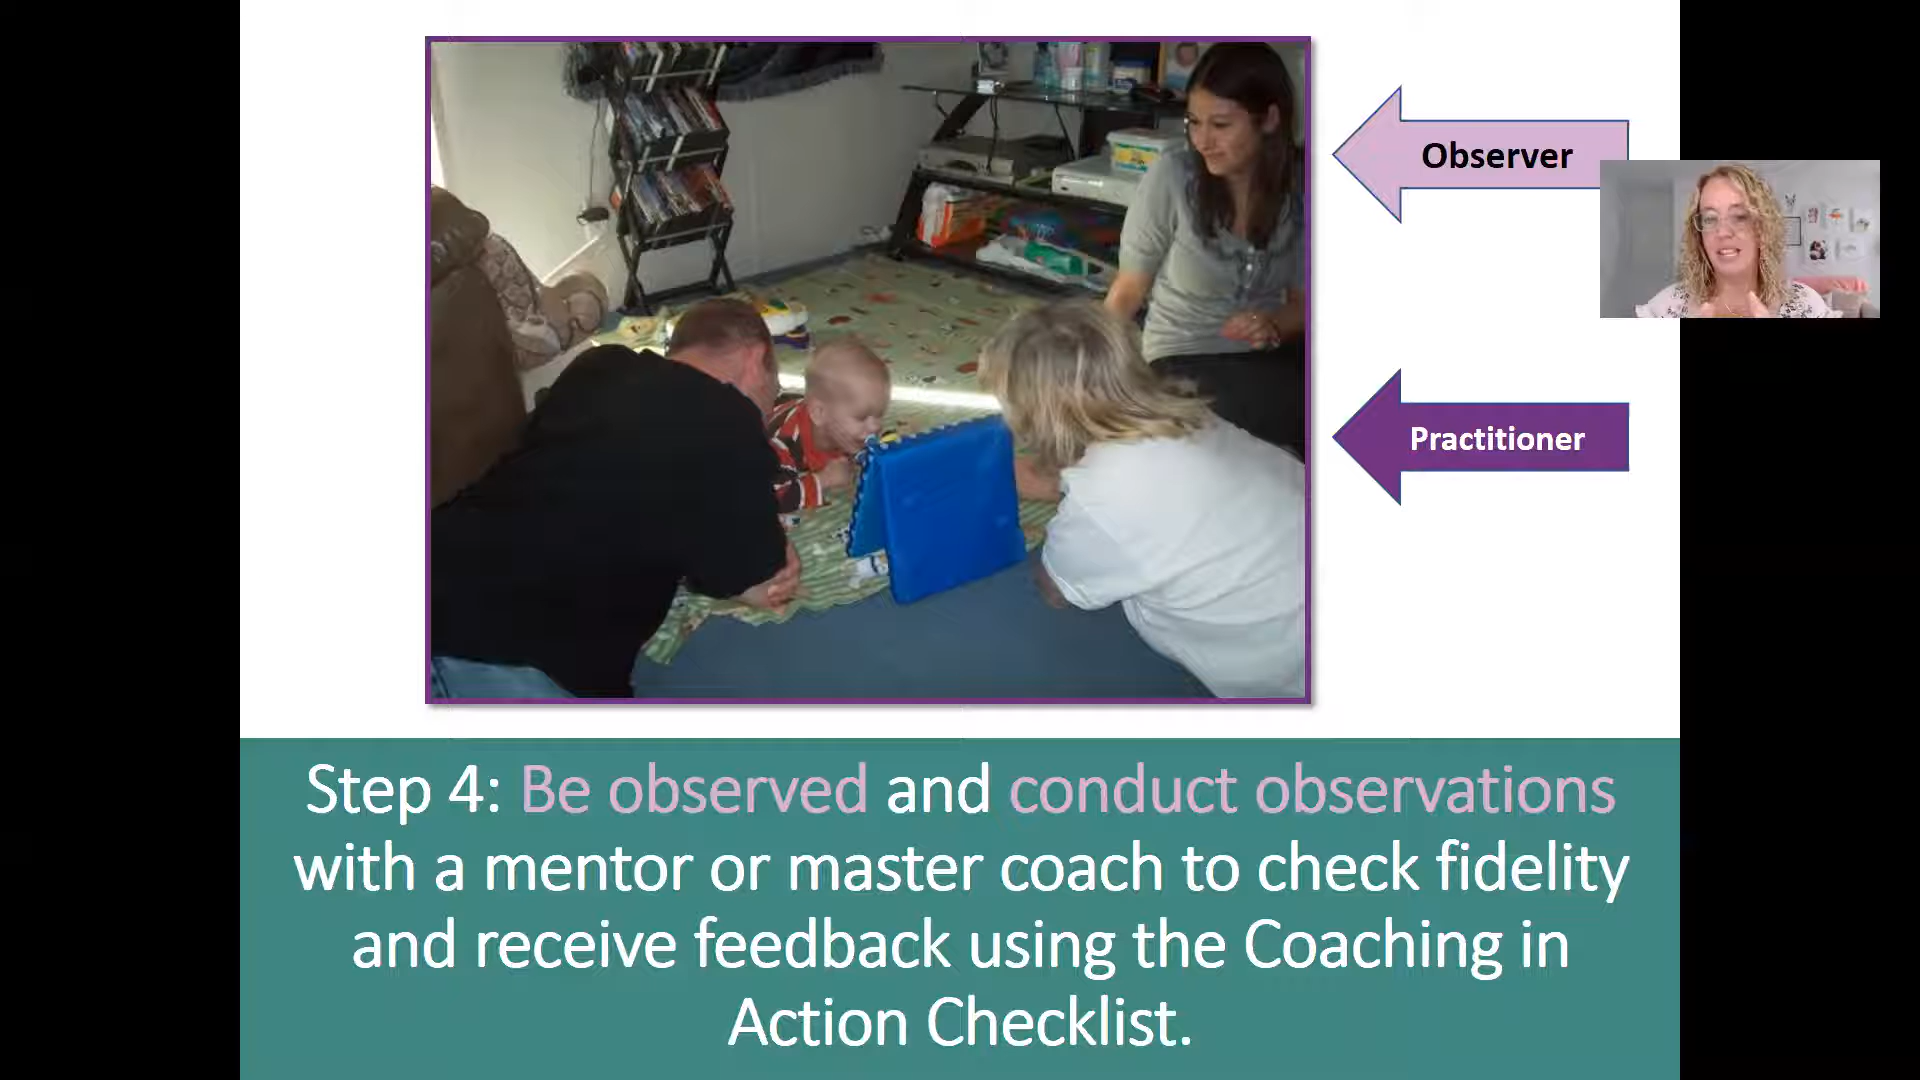 Observer
Practitioner
Step 4: Be observed and conduct observations
with a mentor or master coach to check fidelity
and receive feedback using the Coaching in
Action Checklist.